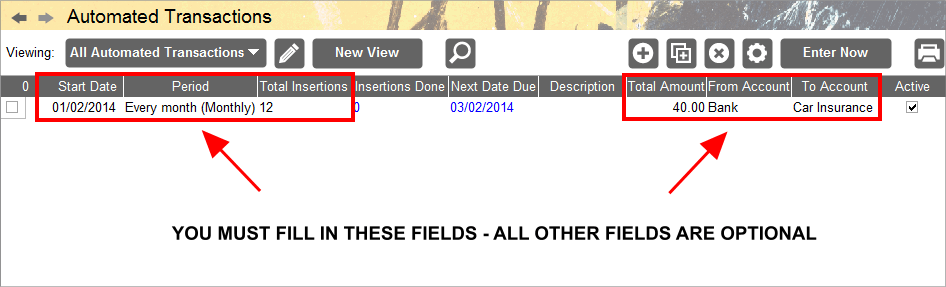 Automated Transactions
Viewing: All Automated Transactions New View Enter Now
0 Start Date Period Total Insertions Insertions Done Next Date Due Description Total Amount From Account To Account Active
01/02/2014 Every month (Monthly) 12 0 03/02/2014 40.00 Bank Car Insurance
YOU MUST FILL IN THESE FIELDS - ALL OTHER FIELDS ARE OPTIONAL